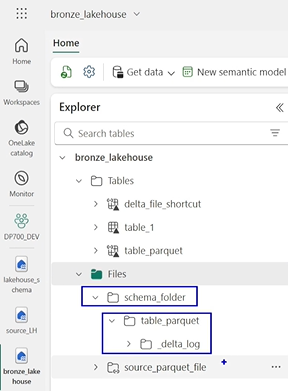 bronze_lakehouse
Home
Get data
New semantic model
Home
Workspaces
OneLake
catalog
Monitor
DP700_DEV
lakehouse_s
chema
source_LH
bronze_lake
house
Explorer
Search tables
bronze_lakehouse
Tables
delta_file_shortcut
table_1
table_parquet
Files
schema_folder
table_parquet
_delta_log
source_parquet_file
...